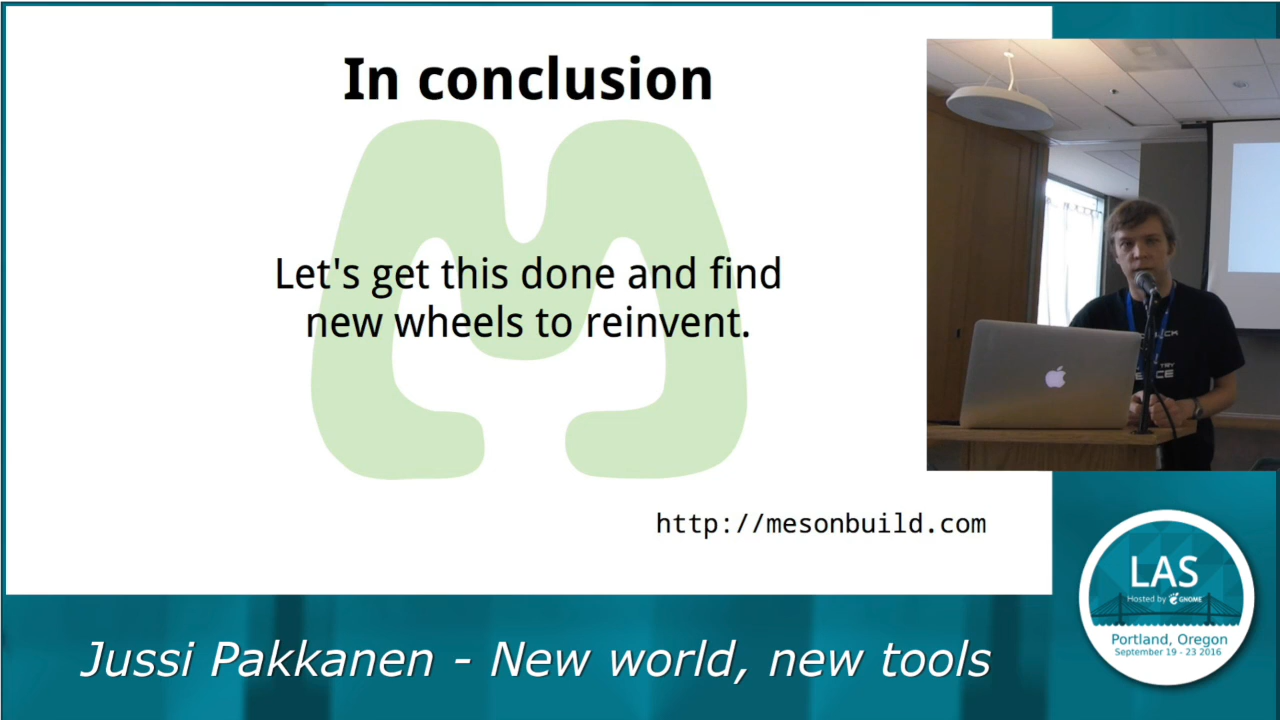 In conclusion
Let's get this done and find
new wheels to reinvent.
http://mesonbuild.com
LAS
Hosted by GNOME
Portland, Oregon
September 19 - 23 2016
Jussi Pakkanen - New world, new tools